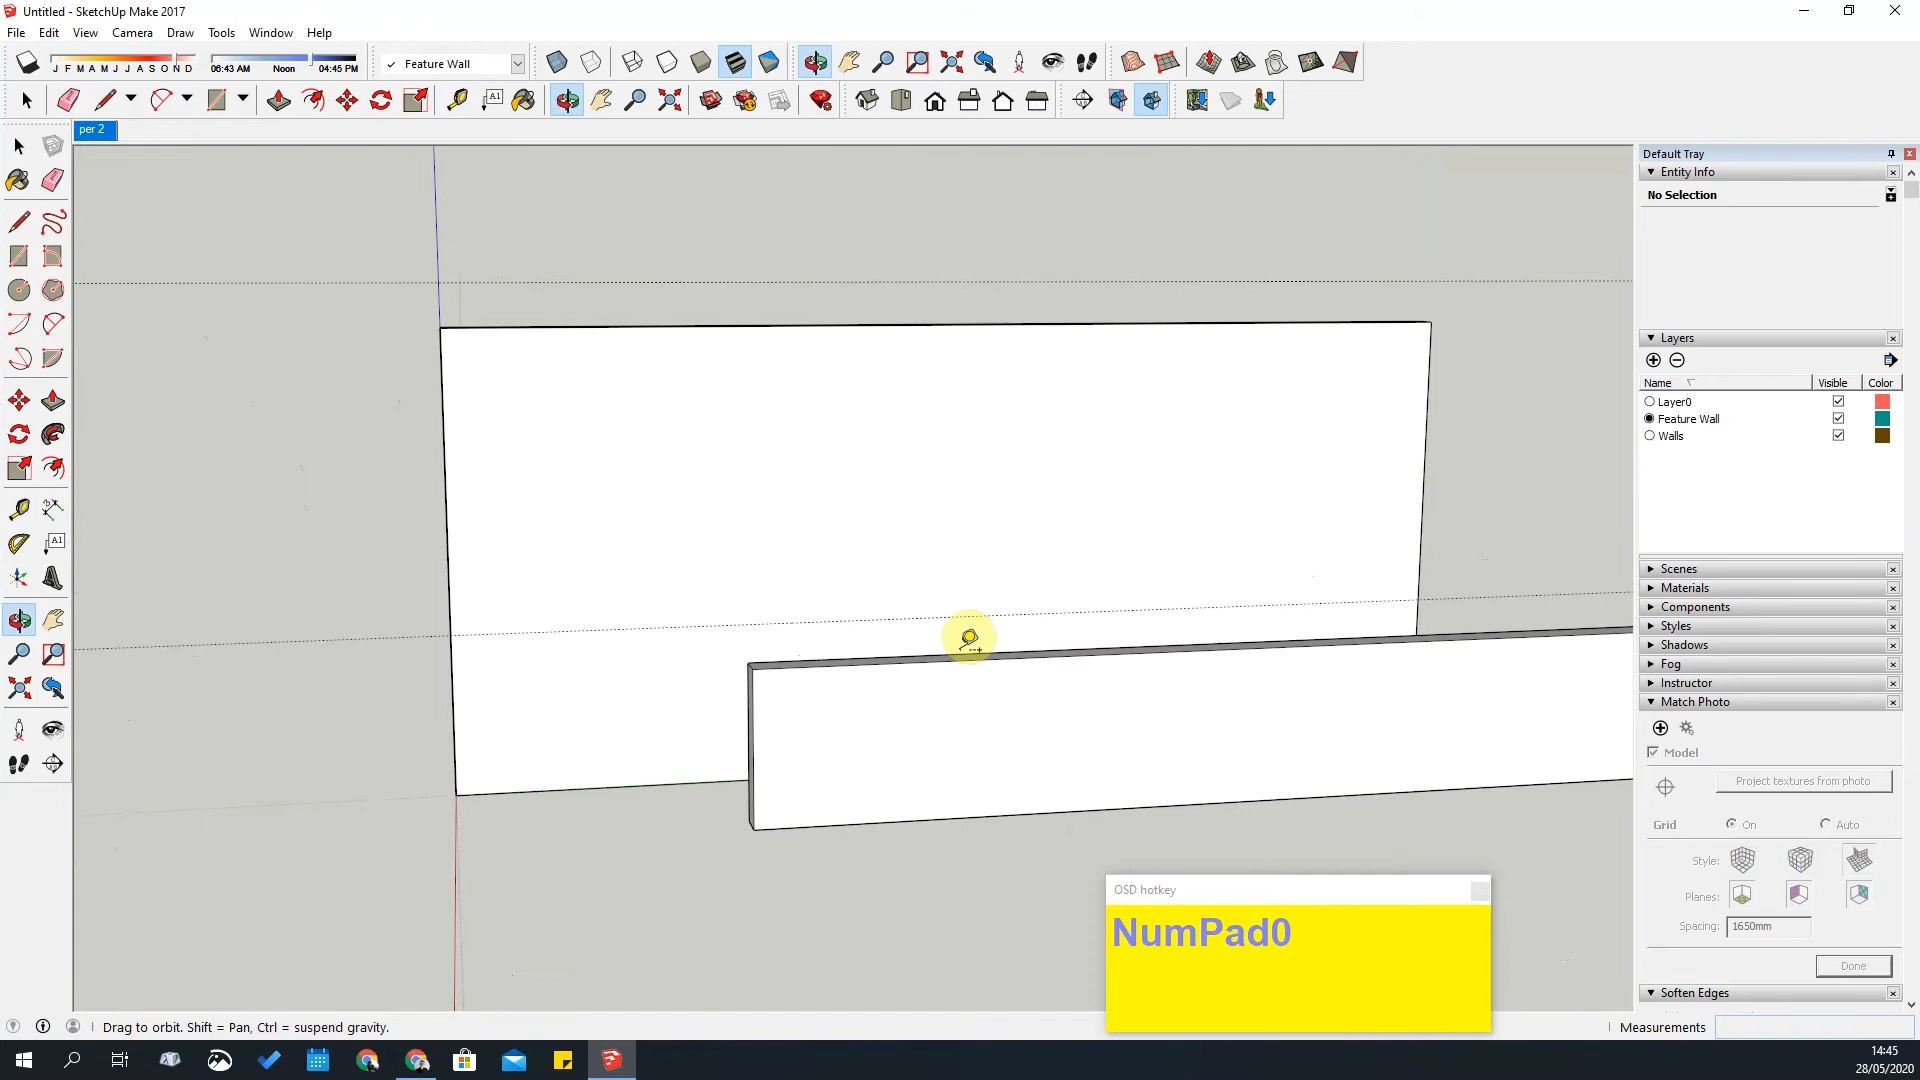 Untitled - SketchUp Make 2017
File Edit View Camera Draw Tools Window Help
J F M A M J J A S O N D
06:43 AM Noon 04:45 PM
Feature Wall
A1
per 2
A1
Default Tray
Entity Info
No Selection
Layers
Name Visible Color
Layer0
Feature Wall
Walls
Scenes
Materials
Components
Styles
Shadows
Fog
Instructor
Match Photo
Model
Project textures from photo
Grid On Auto
Style:
Planes:
Spacing: 1650mm
Done
Soften Edges
OSD hotkey
NumPad0
Drag to orbit. Shift = Pan, Ctrl = suspend gravity.
Measurements
14:45
28/05/2020